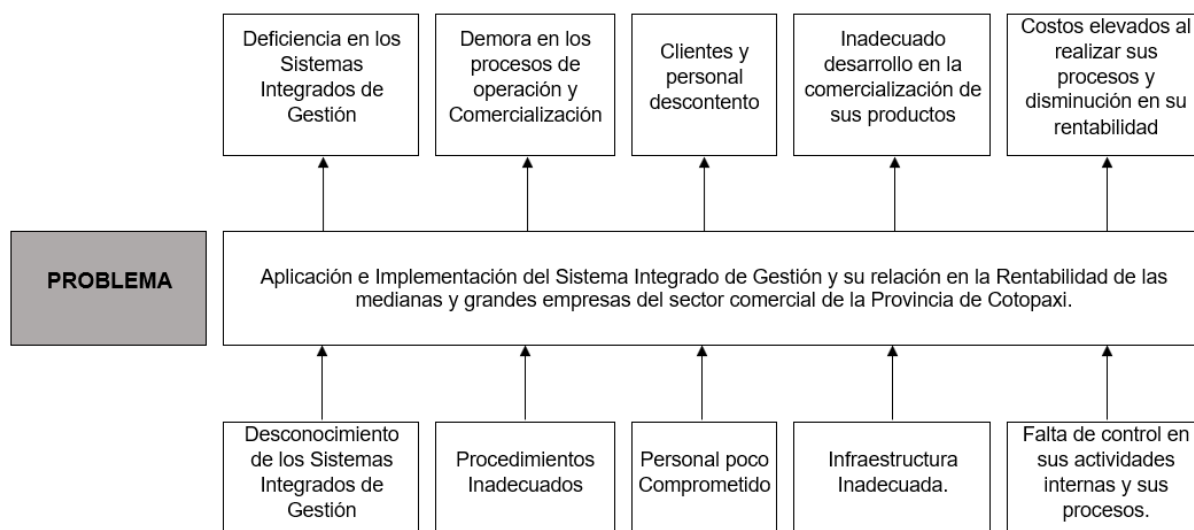 Deficiencia en los
Sistemas
Integrados de
Gestión
Demora en los
procesos de
operación y
Comercialización
Clientes y
personal
descontento
Inadecuado
desarrollo en la
comercialización de
sus productos
Costos elevados al
realizar sus
procesos y
disminución en su
rentabilidad
PROBLEMA
Aplicación e Implementación del Sistema Integrado de Gestión y su relación en la Rentabilidad de las
medianas y grandes empresas del sector comercial de la Provincia de Cotopaxi.
Desconocimiento
de los Sistemas
Integrados de
Gestión
Procedimientos
Inadecuados
Personal poco
Comprometido
Infraestructura
Inadecuada.
Falta de control en
sus actividades
internas y sus
procesos.